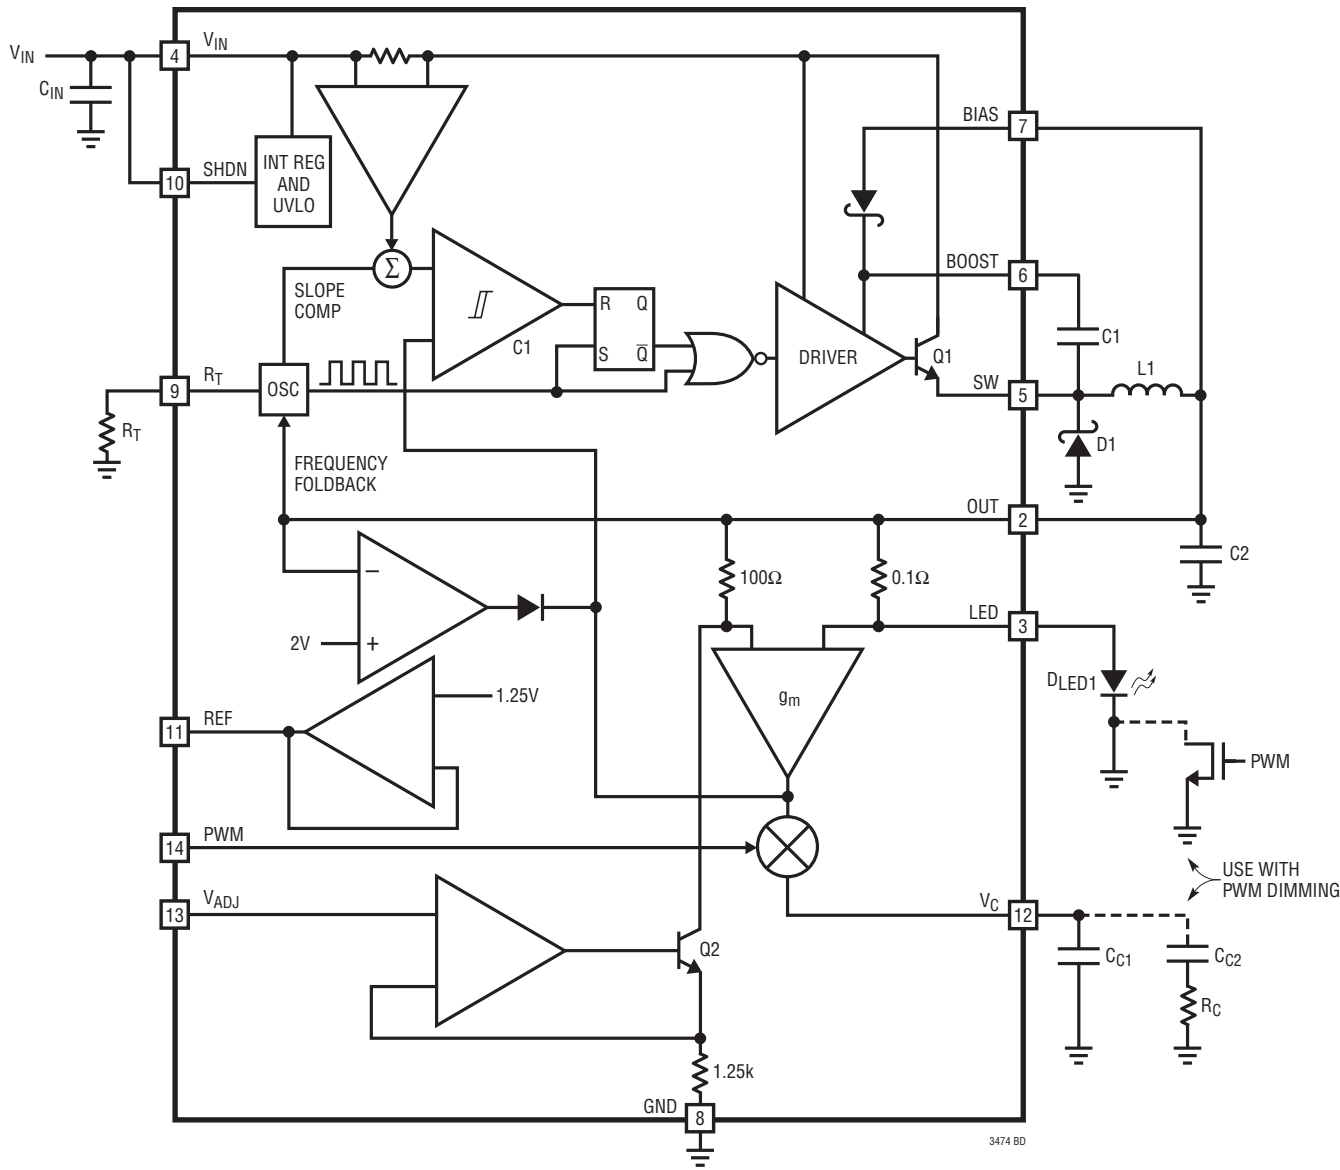 VIN
CIN
4
VIN
BIAS
7
10
SHDN
INT REG
AND
UVLO
Σ
BOOST
6
SLOPE
COMP
C1
R
Q
S
Q̅
DRIVER
Q1
C1
L1
SW
5
RT
9
OSC
RT
D1
FREQUENCY
FOLDBACK
OUT
2
C2
100Ω
0.1Ω
−
2V
+
LED
3
DLED1
gm
1.25V
REF
11
PWM
PWM
14
VADJ
13
USE WITH
PWM DIMMING
VC
12
Q2
CC1
CC2
RC
1.25k
GND
8
3474 BD